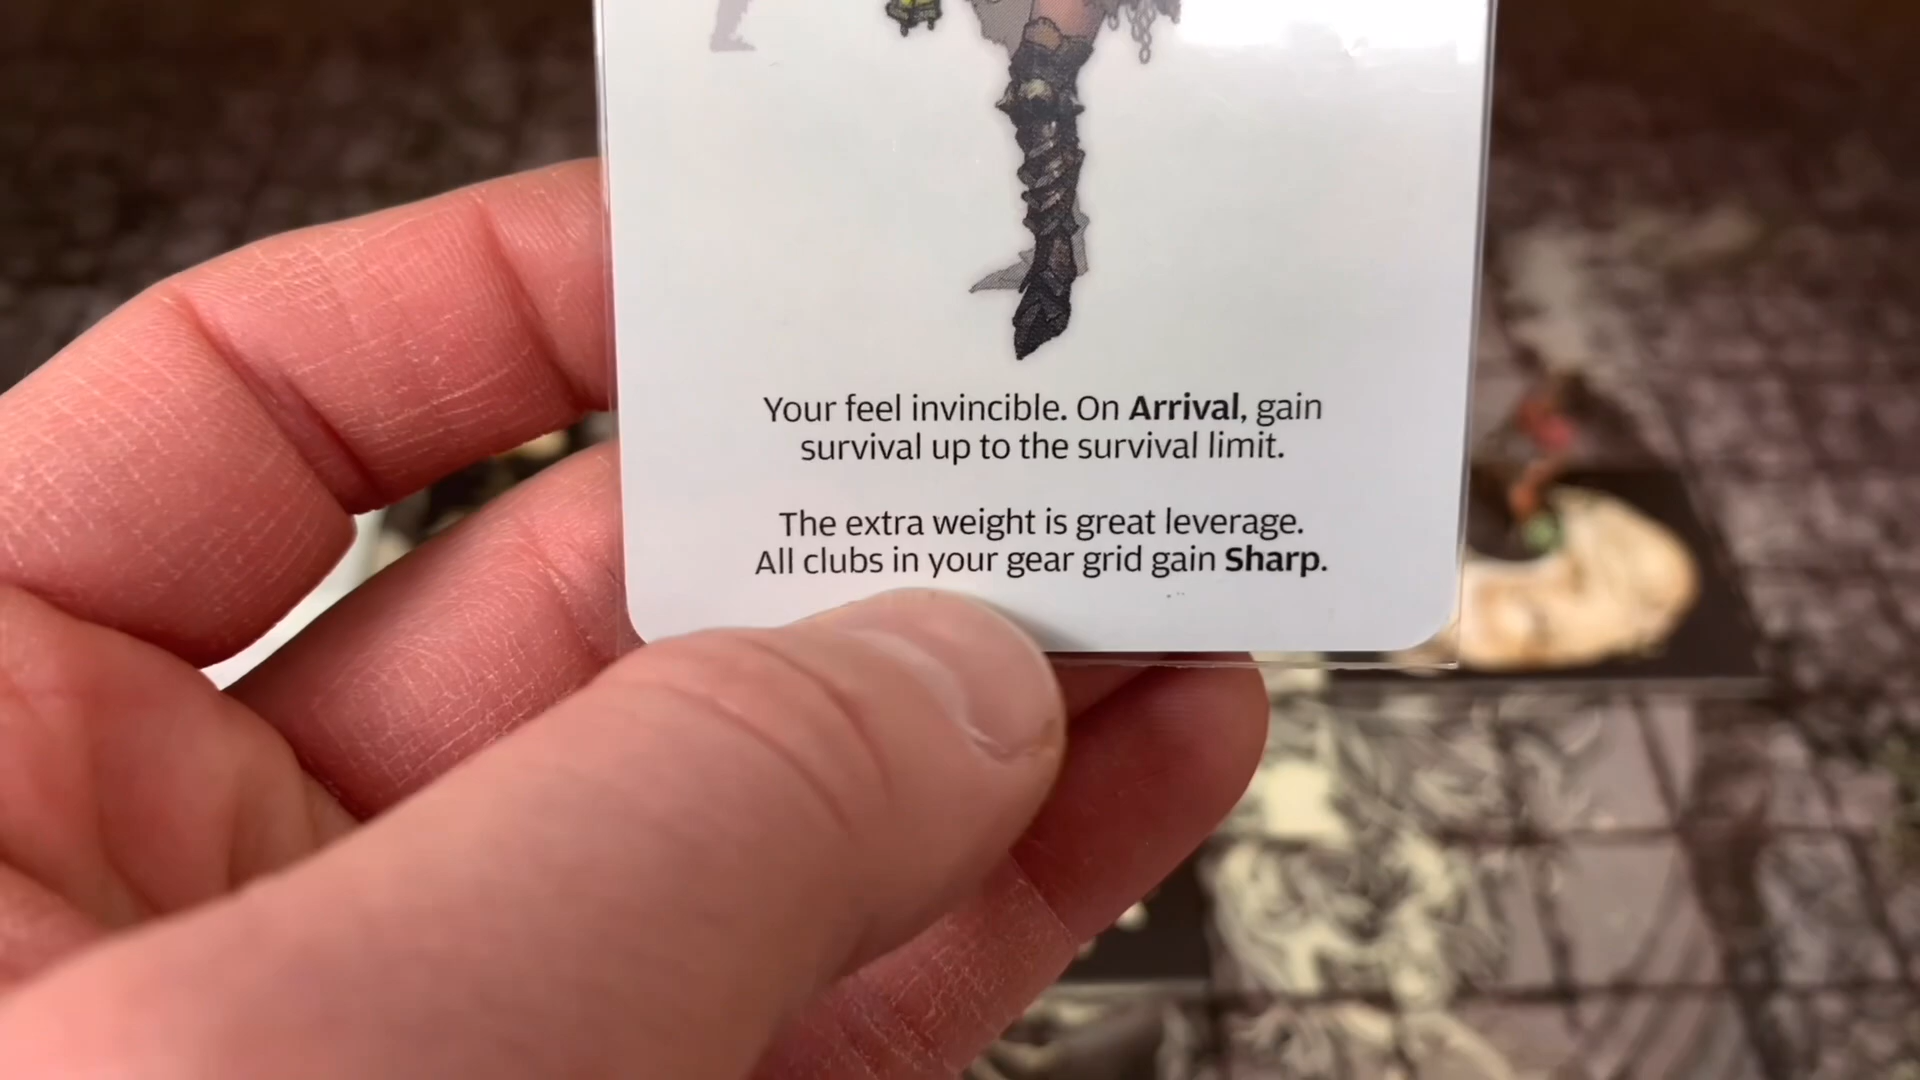 Your feel invincible. On Arrival, gain
survival up to the survival limit.
The extra weight is great leverage.
All clubs in your gear grid gain Sharp.